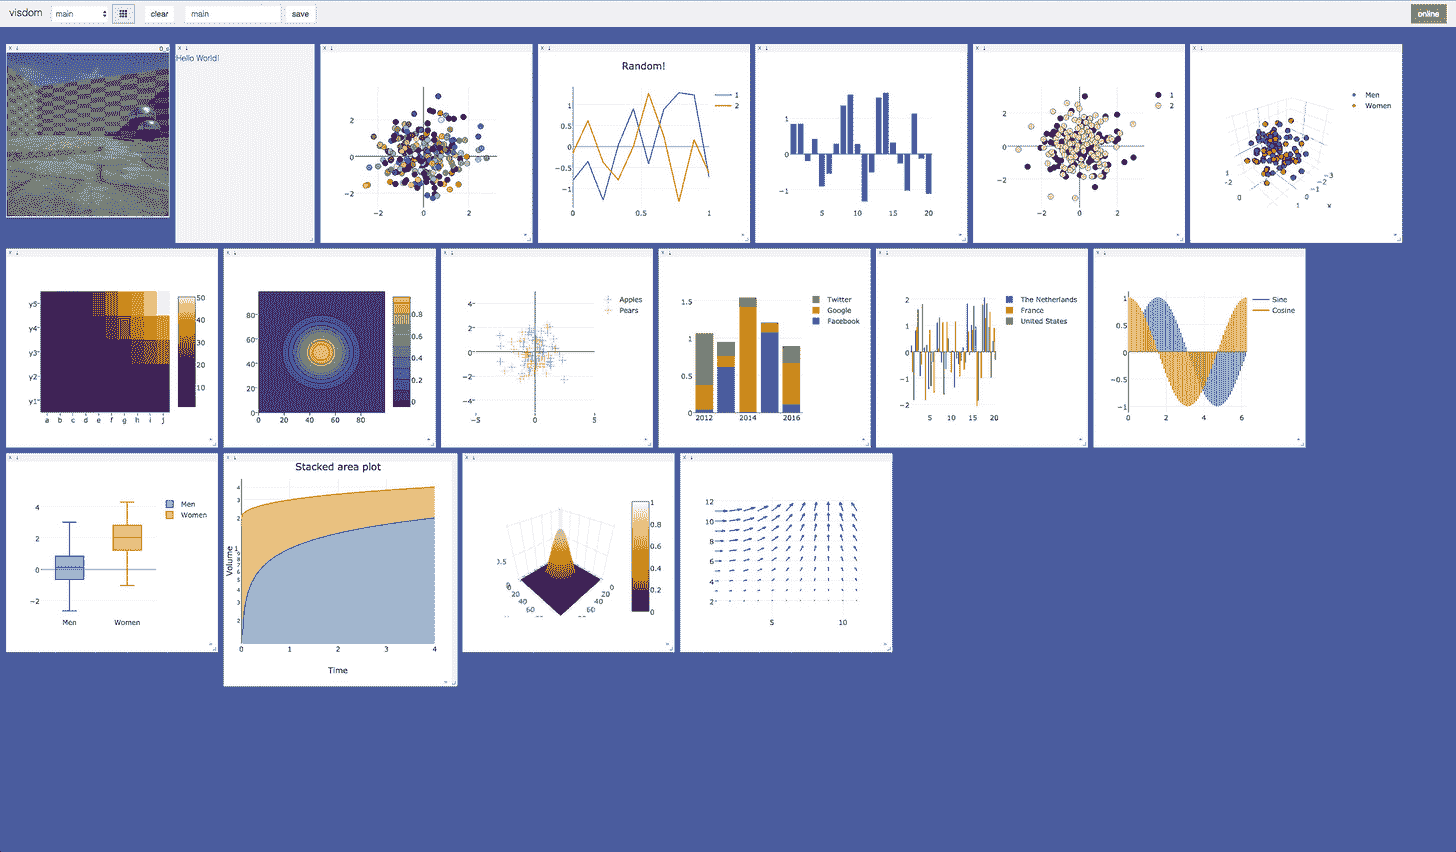 visdom main clear main save online
Hello World!
2
0
−2
−2 0 2
Random!
1
2
1
0.5
0
−0.5
−1
0 0.5 1
1
0
−1
5 10 15 20
1
2
2
0
−2
−2 0 2
Men
Women
y5
y4
y3
y2
y1
a b c d e f g h i j
50
40
30
20
10
80
60
40
20
0
0 20 40 60 80
0.8
0.6
0.4
0.2
0
Apples
Pears
4
2
0
−2
−4
−5 0 5
Twitter
Google
Facebook
1.5
1
0.5
0
2012 2014 2016
The Netherlands
France
United States
2
1
0
−1
−2
5 10 15 20
Sine
Cosine
1
0.5
0
−0.5
−1
0 2 4 6
Men
Women
4
2
0
−2
Men Women
Stacked area plot
Volume
0 1 2 3 4
Time
1
0.8
0.6
0.4
0.2
0
12
10
8
6
4
2
5 10